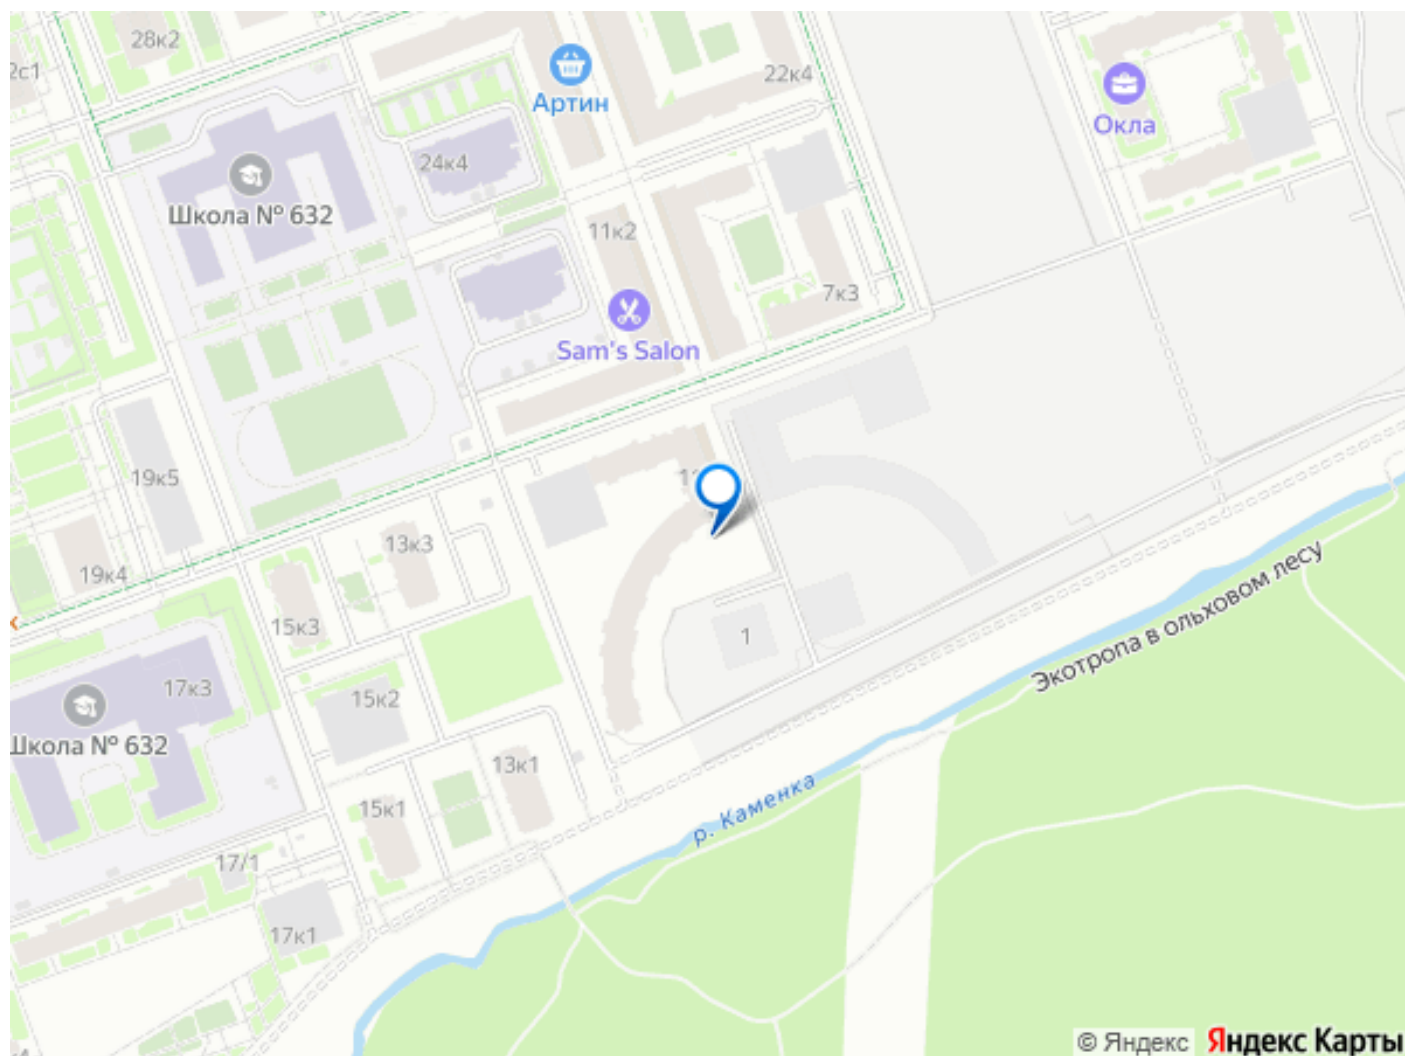 28к2
2с1
Артин
22к4
Окла
24к4
Школа № 632
11к2
7к3
Sam's Salon
19к5
13к3
19к4
15к3
1
Экотропа в ольховом лесу
17к3
15к2
Школа № 632
13к1
15к1
р. Каменка
17/1
17к1
© Яндекс Яндекс Карты